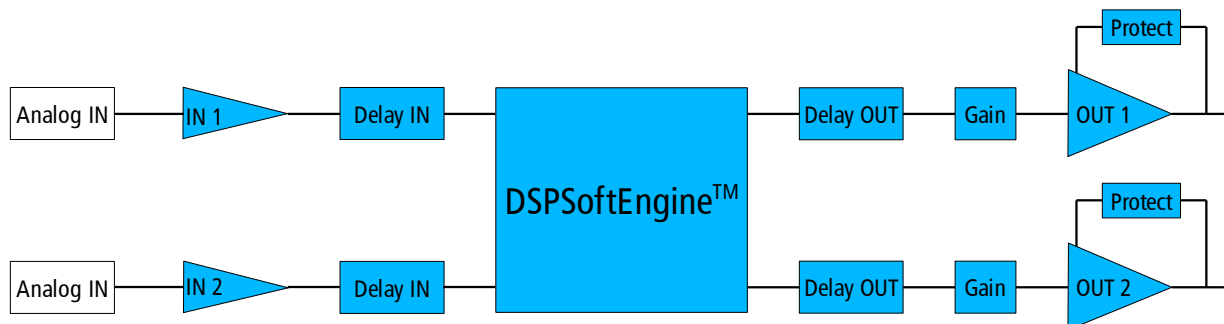 Protect
Analog IN
IN 1
Delay IN
Delay OUT
Gain
OUT 1
DSPSoftEngine™
Protect
Analog IN
IN 2
Delay IN
Delay OUT
Gain
OUT 2